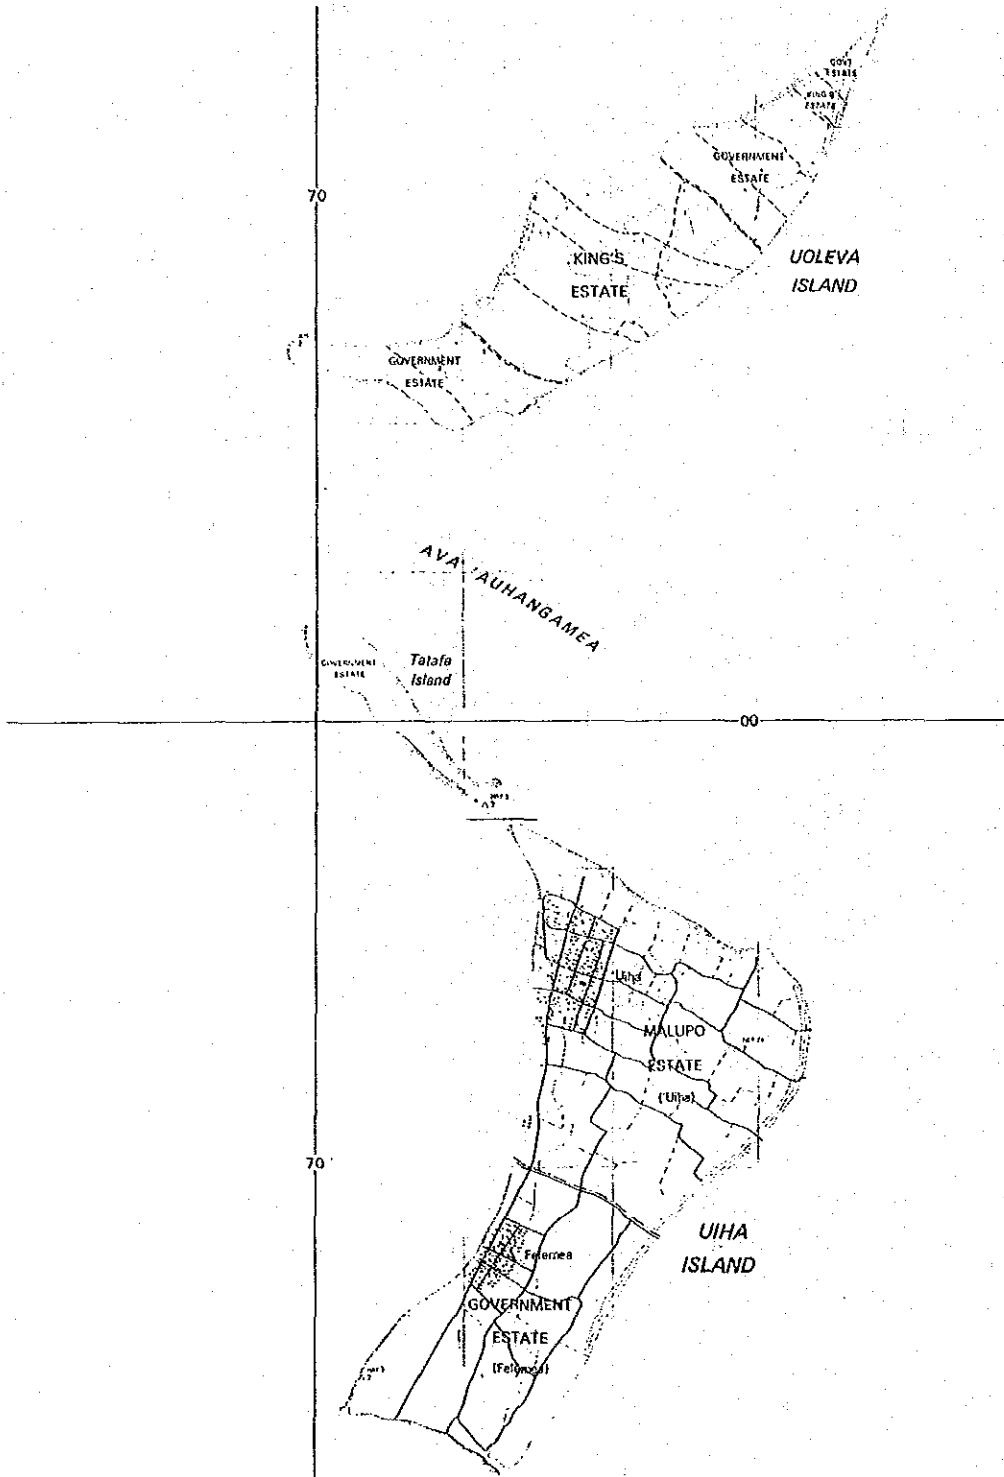 GOVT
ESTATE
KING'S
ESTATE
GOVERNMENT
ESTATE
70
KING'S
ESTATE
UOLEVA
ISLAND
GOVERNMENT
ESTATE
AVA 'AUHANGAMEA
GOVERNMENT
ESTATE
Tatafa
Island
00
Uiha
MALUPO
ESTATE
('Uiha)
70
UIHA
ISLAND
Felemea
GOVERNMENT
ESTATE
(Felemea)